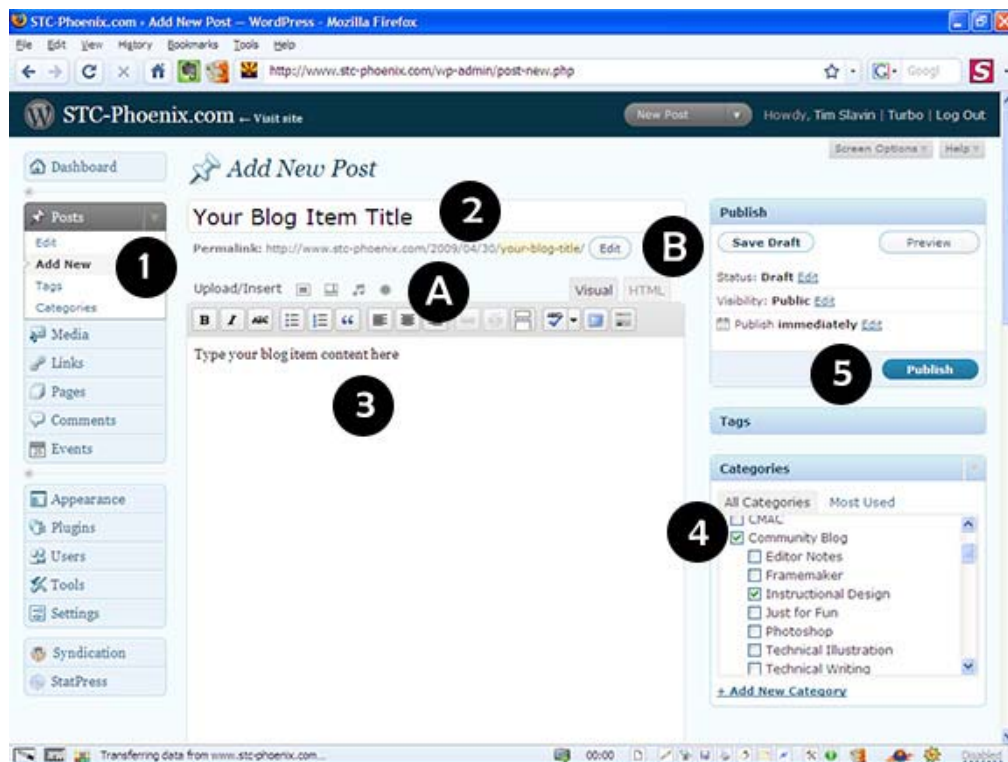 STC-Phoenix.com › Add New Post — WordPress - Mozilla Firefox
File Edit View History Bookmarks Tools Help
http://www.stc-phoenix.com/wp-admin/post-new.php
G Googl S
STC-Phoenix.com ← Visit site New Post Howdy, Tim Slavin | Turbo | Log Out
Screen Options Help
Dashboard
Add New Post
Posts
Edit
Add New
Tags
Categories
Media
Links
Pages
Comments
Events
Appearance
Plugins
Users
Tools
Settings
Syndication
StatPress
1
Your Blog Item Title 2
Permalink: http://www.stc-phoenix.com/2009/04/30/your-blog-title/ Edit B
Upload/Insert A Visual HTML
B I ABC
Type your blog item content here
3
Publish
Save Draft Preview
Status: Draft Edit
Visibility: Public Edit
Publish immediately Edit
5 Publish
Tags
Categories
All Categories Most Used
CMAC
4 Community Blog
Editor Notes
Framemaker
Instructional Design
Just for Fun
Photoshop
Technical Illustration
Technical Writing
+ Add New Category
Transferring data from www.stc-phoenix.com... 00:00 Disabled